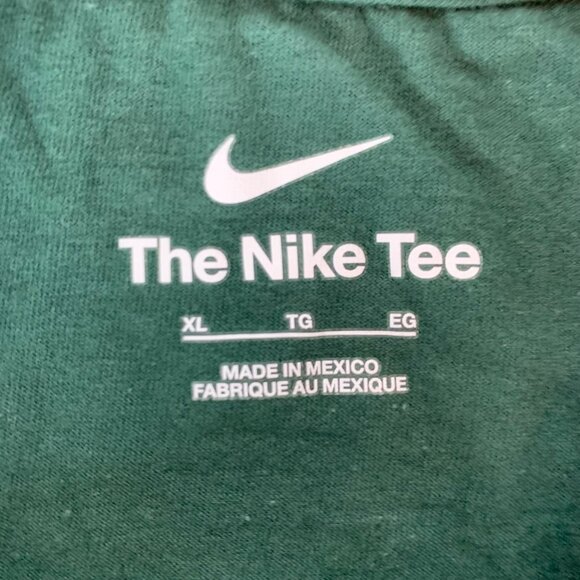 The Nike Tee
XL TG EG
MADE IN MEXICO
FABRIQUE AU MEXIQUE